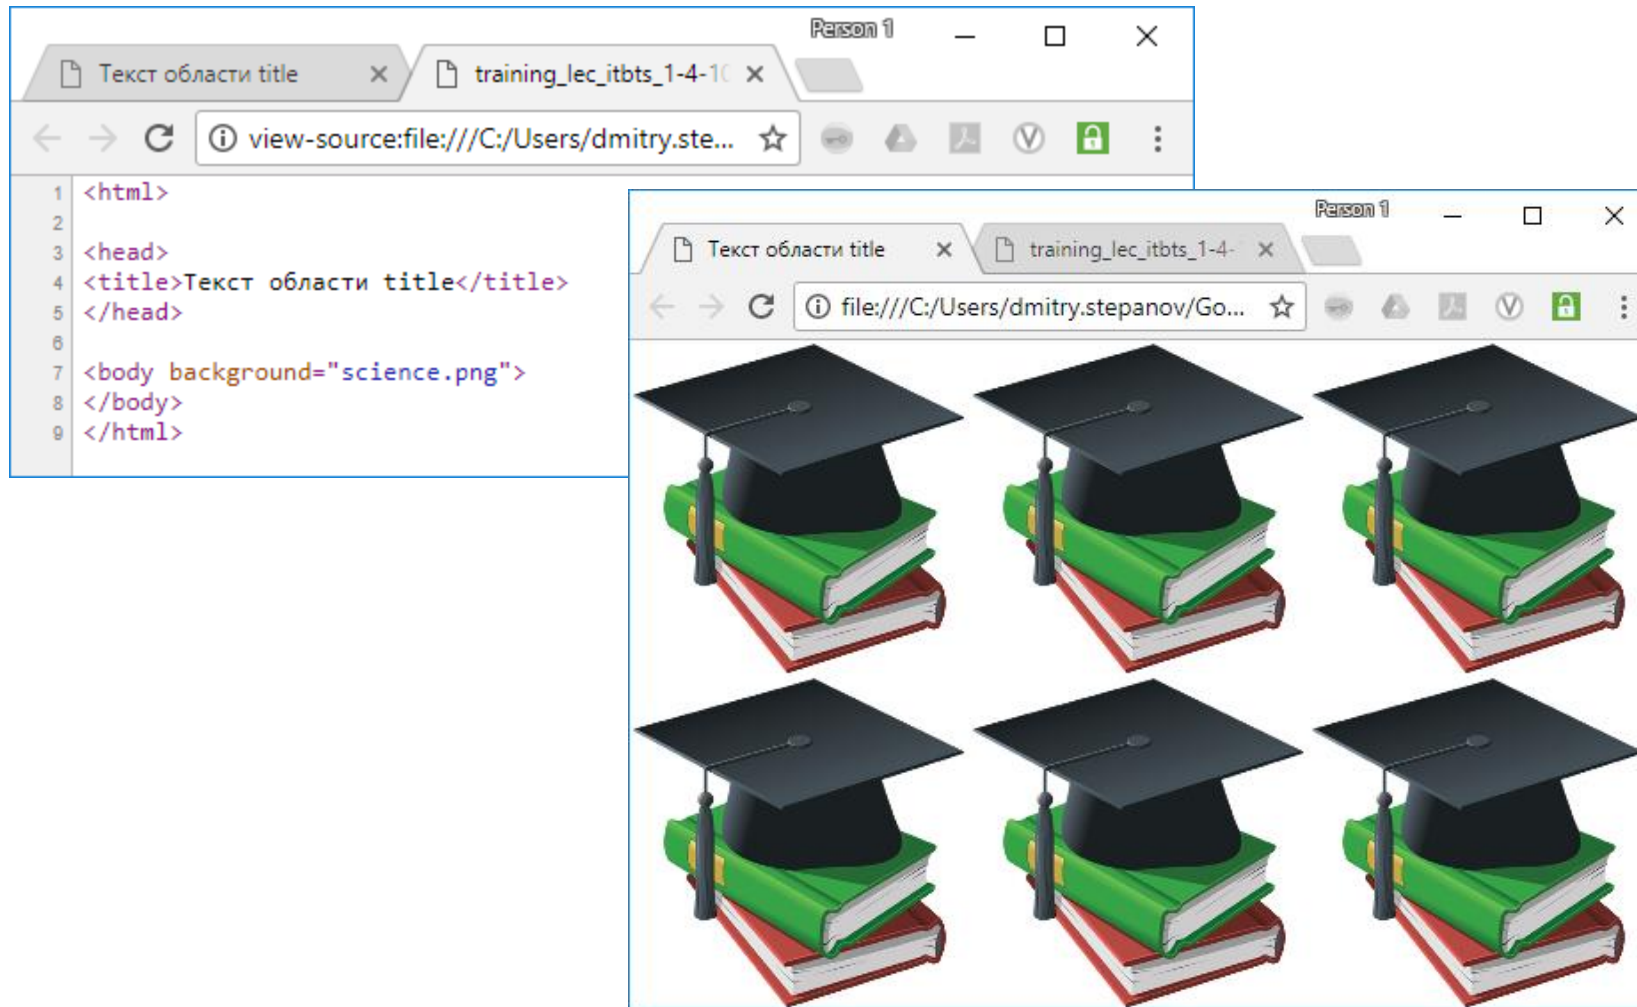 Person 1
Текст области title
training_lec_itbts_1-4-10
view-source:file:///C:/Users/dmitry.ste...
1 <html>
2
3 <head>
4 <title>Текст области title</title>
5 </head>
6
7 <body background="science.png">
8 </body>
9 </html>
Person 1
Текст области title
training_lec_itbts_1-4-
file:///C:/Users/dmitry.stepanov/Go...